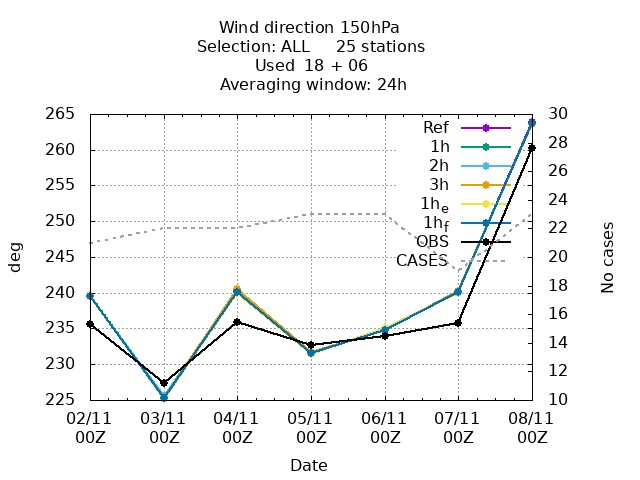 Wind direction 150hPa
Selection: ALL 25 stations
Used 18 + 06
Averaging window: 24h
265
260
255
250
245
240
235
230
225
deg
30
28
26
24
22
20
18
16
14
12
10
No cases
Ref
1h
2h
3h
1h_e
1h_f
OBS
CASES
02/11 03/11 04/11 05/11 06/11 07/11 08/11
00Z 00Z 00Z 00Z 00Z 00Z 00Z
Date